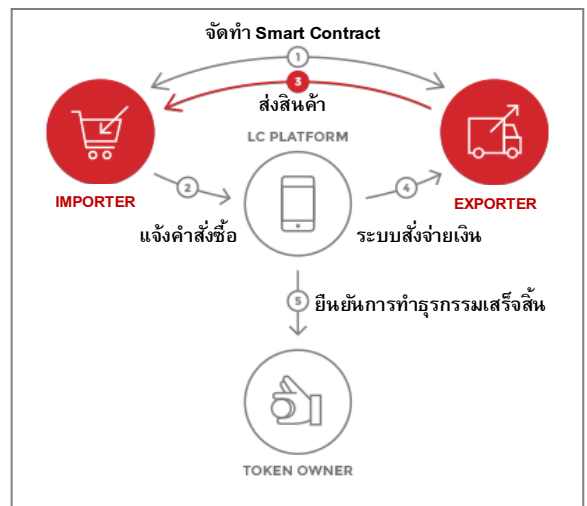 จัดทำ Smart Contract
1
3
ส่งสินค้า
LC PLATFORM
2
4
IMPORTER
EXPORTER
แจ้งคำสั่งซื้อ
ระบบสั่งจ่ายเงิน
5
ยืนยันการทำธุรกรรมเสร็จสิ้น
TOKEN OWNER